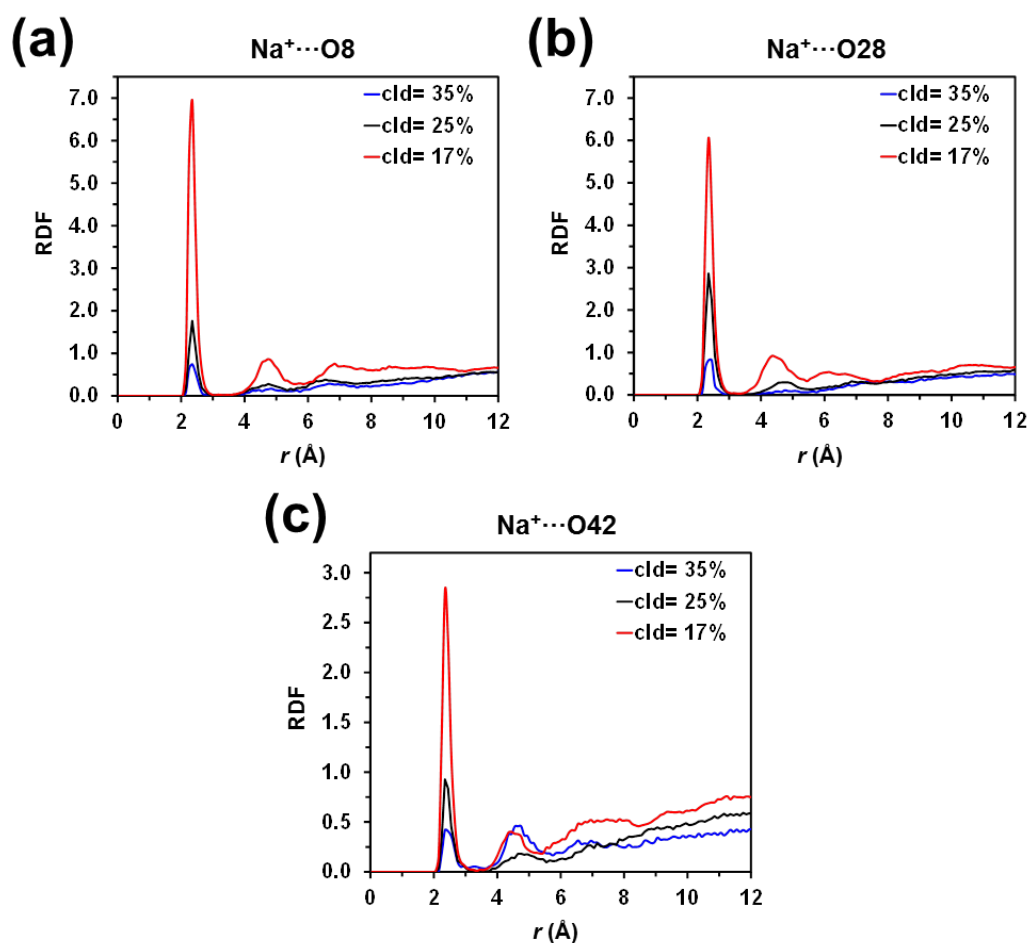 (a)
Na⁺···O8
cld= 35%
cld= 25%
cld= 17%
RDF
7.0
6.0
5.0
4.0
3.0
2.0
1.0
0.0
0 2 4 6 8 10 12
r (Å)
(b)
Na⁺···O28
cld= 35%
cld= 25%
cld= 17%
RDF
7.0
6.0
5.0
4.0
3.0
2.0
1.0
0.0
0 2 4 6 8 10 12
r (Å)
(c)
Na⁺···O42
cld= 35%
cld= 25%
cld= 17%
RDF
3.0
2.5
2.0
1.5
1.0
0.5
0.0
0 2 4 6 8 10 12
r (Å)